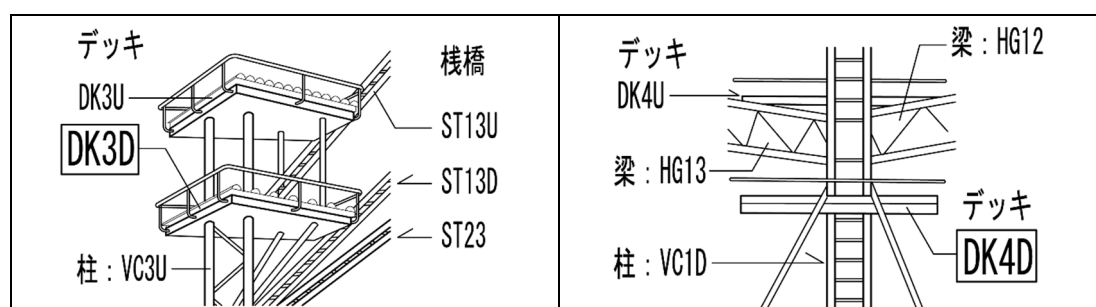 デッキ
DK3U
DK3D
柱:VC3U
桟橋
ST13U
ST13D
ST23
デッキ
DK4U
梁:HG12
梁:HG13
柱:VC1D
デッキ
DK4D